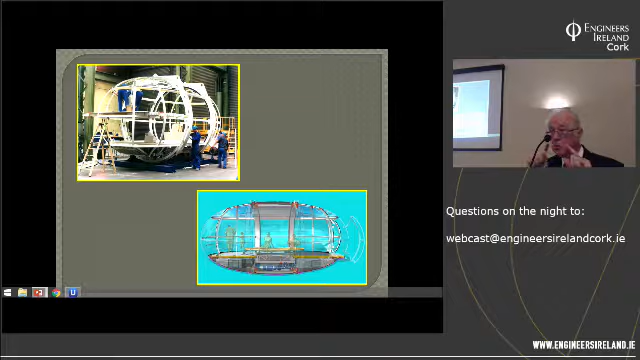 ENGINEERS
IRELAND
Cork
Questions on the night to:
webcast@engineersirelandcork.ie
WWW.ENGINEERSIRELAND.IE